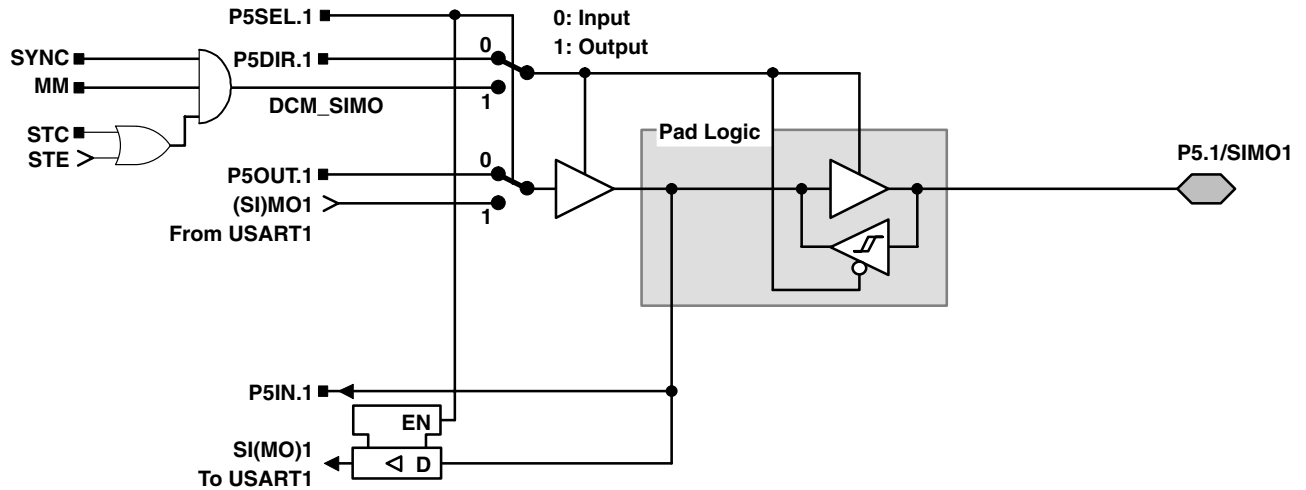 P5SEL.1
0: Input
1: Output
SYNC
P5DIR.1
0
MM
DCM_SIMO
1
STC
STE
Pad Logic
P5.1/SIMO1
P5OUT.1
0
(SI)MO1
1
From USART1
P5IN.1
EN
SI(MO)1
D
To USART1